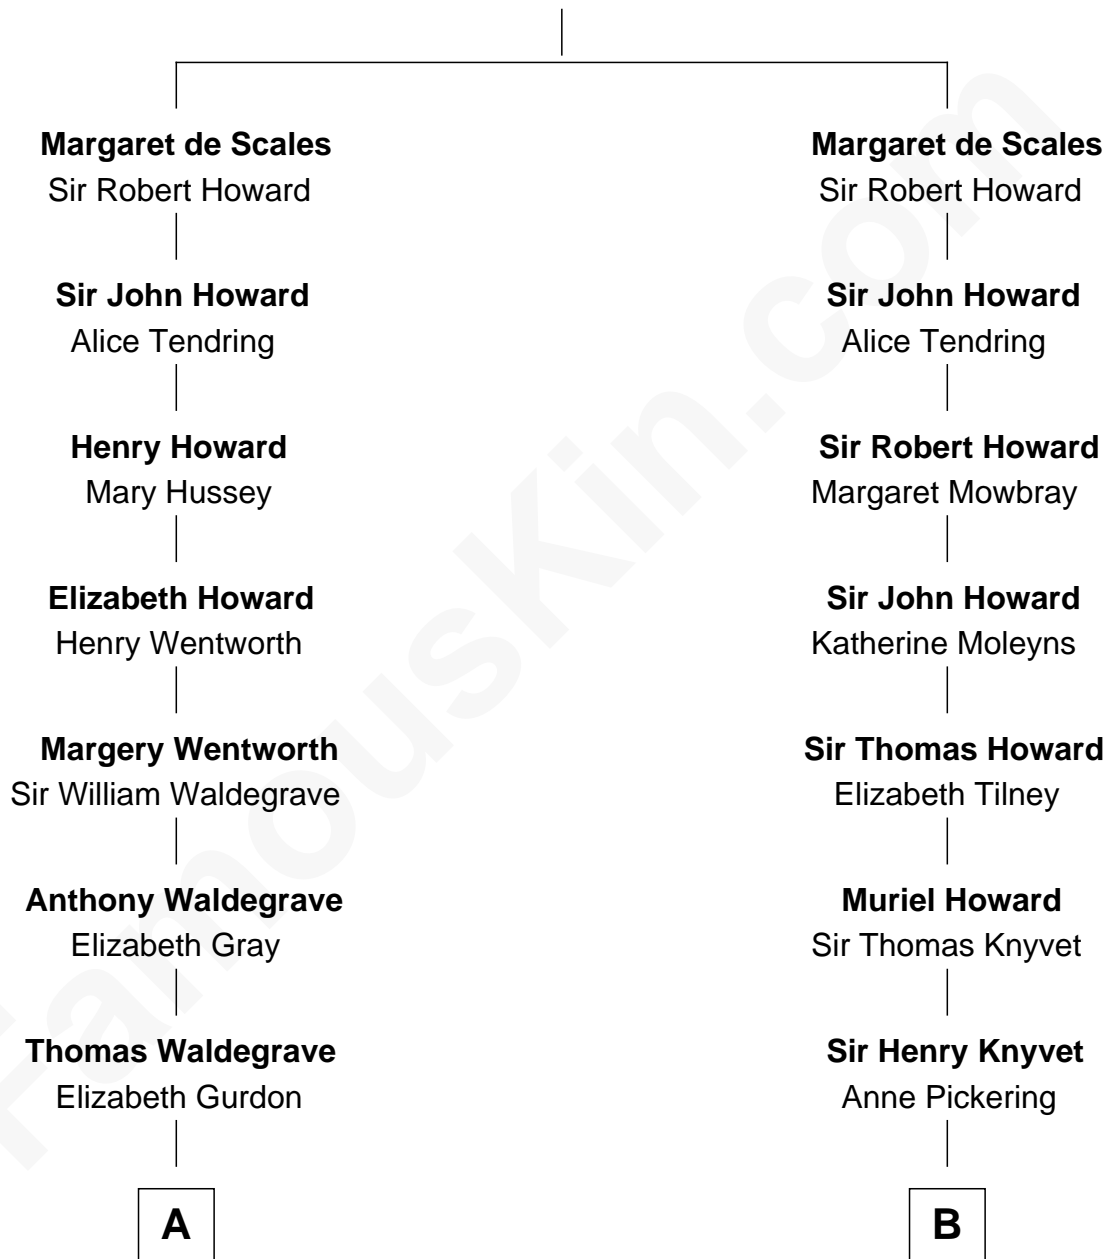 Margaret de Scales
Sir Robert Howard
Sir John Howard
Alice Tendring
Henry Howard
Mary Hussey
Elizabeth Howard
Henry Wentworth
Margery Wentworth
Sir William Waldegrave
Anthony Waldegrave
Elizabeth Gray
Thomas Waldegrave
Elizabeth Gurdon
A
Margaret de Scales
Sir Robert Howard
Sir John Howard
Alice Tendring
Sir Robert Howard
Margaret Mowbray
Sir John Howard
Katherine Moleyns
Sir Thomas Howard
Elizabeth Tilney
Muriel Howard
Sir Thomas Knyvet
Sir Henry Knyvet
Anne Pickering
B
FamousKin.com